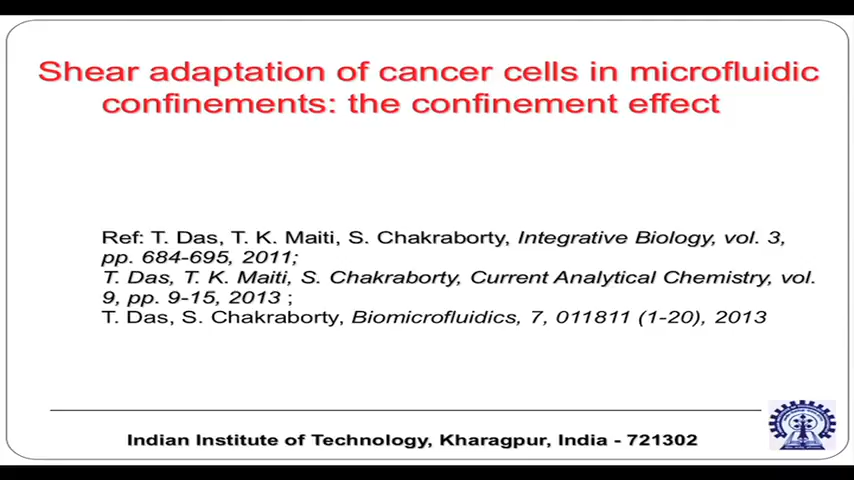 Shear adaptation of cancer cells in microfluidic
confinements: the confinement effect
Ref: T. Das, T. K. Maiti, S. Chakraborty, Integrative Biology, vol. 3,
pp. 684-695, 2011;
T. Das, T. K. Maiti, S. Chakraborty, Current Analytical Chemistry, vol.
9, pp. 9-15, 2013 ;
T. Das, S. Chakraborty, Biomicrofluidics, 7, 011811 (1-20), 2013
Indian Institute of Technology, Kharagpur, India - 721302